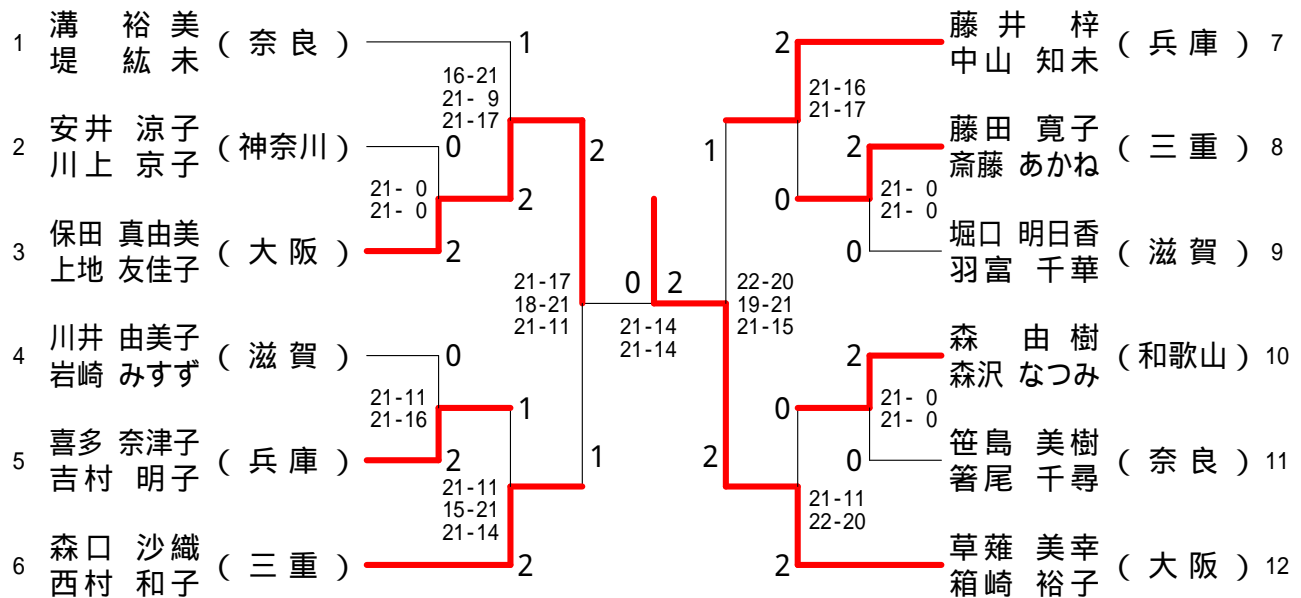 1 溝 裕美 (奈良)
堤 紘未
2 安井 涼子 (神奈川)
川上 京子
3 保田 真由美 (大阪)
上地 友佳子
4 川井 由美子 (滋賀)
岩崎 みすず
5 喜多 奈津子 (兵庫)
吉村 明子
6 森口 沙織 (三重)
西村 和子
1
16-21
21- 9
21-17
0
21- 0
21- 0
2
2
2
21-17
18-21
21-11
0
21-11
21-16
1
2
21-11
15-21
21-14
1
2
0 2
21-14
21-14
2
21-16
21-17
1
2
0
21- 0
21- 0
0
22-20
19-21
21-15
2
0
21- 0
21- 0
0
2
21-11
22-20
2
藤井 梓 (兵庫) 7
中山 知未
藤田 寛子 (三重) 8
斎藤 あかね
堀口 明日香 (滋賀) 9
羽富 千華
森 由樹 (和歌山) 10
森沢 なつみ
笹島 美樹 (奈良) 11
箸尾 千尋
草薙 美幸 (大阪) 12
箱崎 裕子